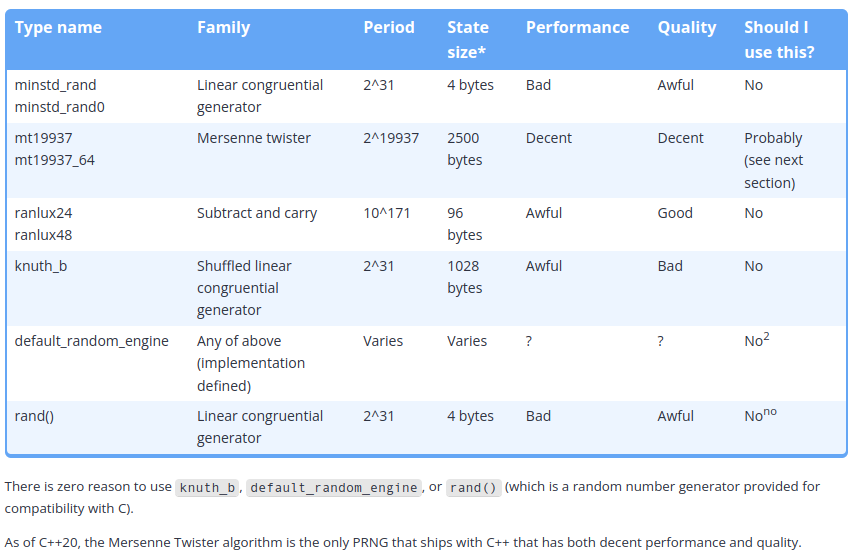 Type name Family Period State size* Performance Quality Should I use this?
minstd_rand Linear congruential 2^31 4 bytes Bad Awful No
minstd_rand0 generator
mt19937 Mersenne twister 2^19937 2500 Decent Decent Probably
mt19937_64 bytes (see next
section)
ranlux24 Subtract and carry 10^171 96 Awful Good No
ranlux48 bytes
knuth_b Shuffled linear 2^31 1028 Awful Bad No
congruential bytes
generator
default_random_engine Any of above Varies Varies ? ? No2
(implementation
defined)
rand() Linear congruential 2^31 4 bytes Bad Awful Nono
generator
There is zero reason to use knuth_b, default_random_engine, or rand() (which is a random number generator provided for
compatibility with C).
As of C++20, the Mersenne Twister algorithm is the only PRNG that ships with C++ that has both decent performance and quality.